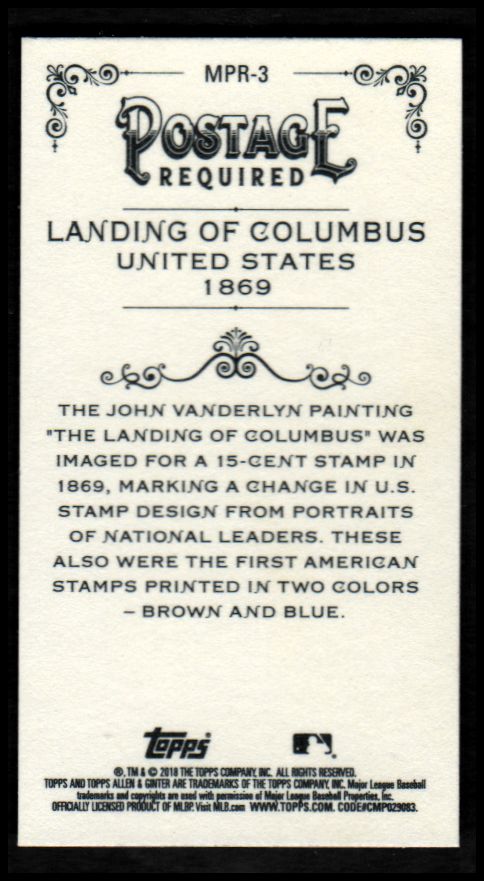 MPR-3
POSTAGE
REQUIRED
LANDING OF COLUMBUS
UNITED STATES
1869
THE JOHN VANDERLYN PAINTING
"THE LANDING OF COLUMBUS" WAS
IMAGED FOR A 15-CENT STAMP IN
1869, MARKING A CHANGE IN U.S.
STAMP DESIGN FROM PORTRAITS
OF NATIONAL LEADERS. THESE
ALSO WERE THE FIRST AMERICAN
STAMPS PRINTED IN TWO COLORS
– BROWN AND BLUE.
topps
®, TM & © 2018 THE TOPPS COMPANY, INC. ALL RIGHTS RESERVED.
TOPPS AND TOPPS ALLEN & GINTER ARE TRADEMARKS OF THE TOPPS COMPANY, INC. Major League Baseball
trademarks and copyrights are used with permission of Major League Baseball Properties, Inc.
OFFICIALLY LICENSED PRODUCT OF MLBP. Visit MLB.com WWW.TOPPS.COM. CODE#CMP029083.